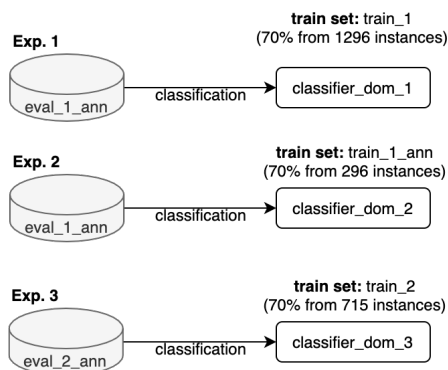 train set: train_1
(70% from 1296 instances)
Exp. 1
eval_1_ann
classification
classifier_dom_1
train set: train_1_ann
(70% from 296 instances)
Exp. 2
eval_1_ann
classification
classifier_dom_2
train set: train_2
(70% from 715 instances)
Exp. 3
eval_2_ann
classification
classifier_dom_3